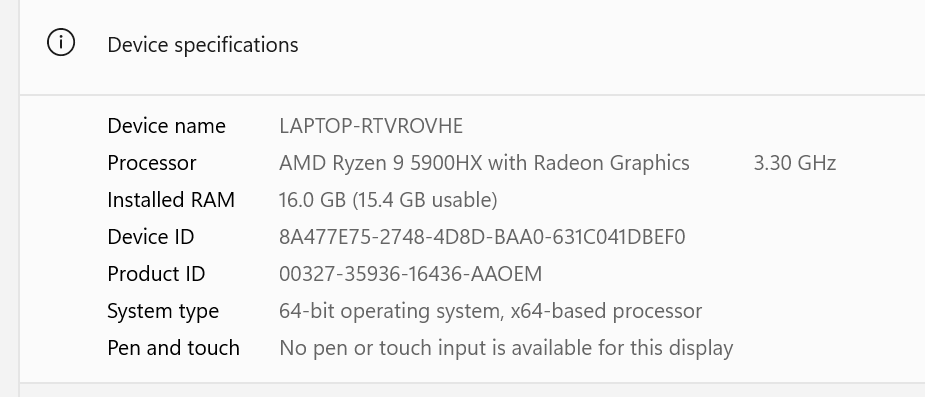 Device specifications
Device name LAPTOP-RTVROVHE
Processor AMD Ryzen 9 5900HX with Radeon Graphics 3.30 GHz
Installed RAM 16.0 GB (15.4 GB usable)
Device ID 8A477E75-2748-4D8D-BAA0-631C041DBEF0
Product ID 00327-35936-16436-AAOEM
System type 64-bit operating system, x64-based processor
Pen and touch No pen or touch input is available for this display